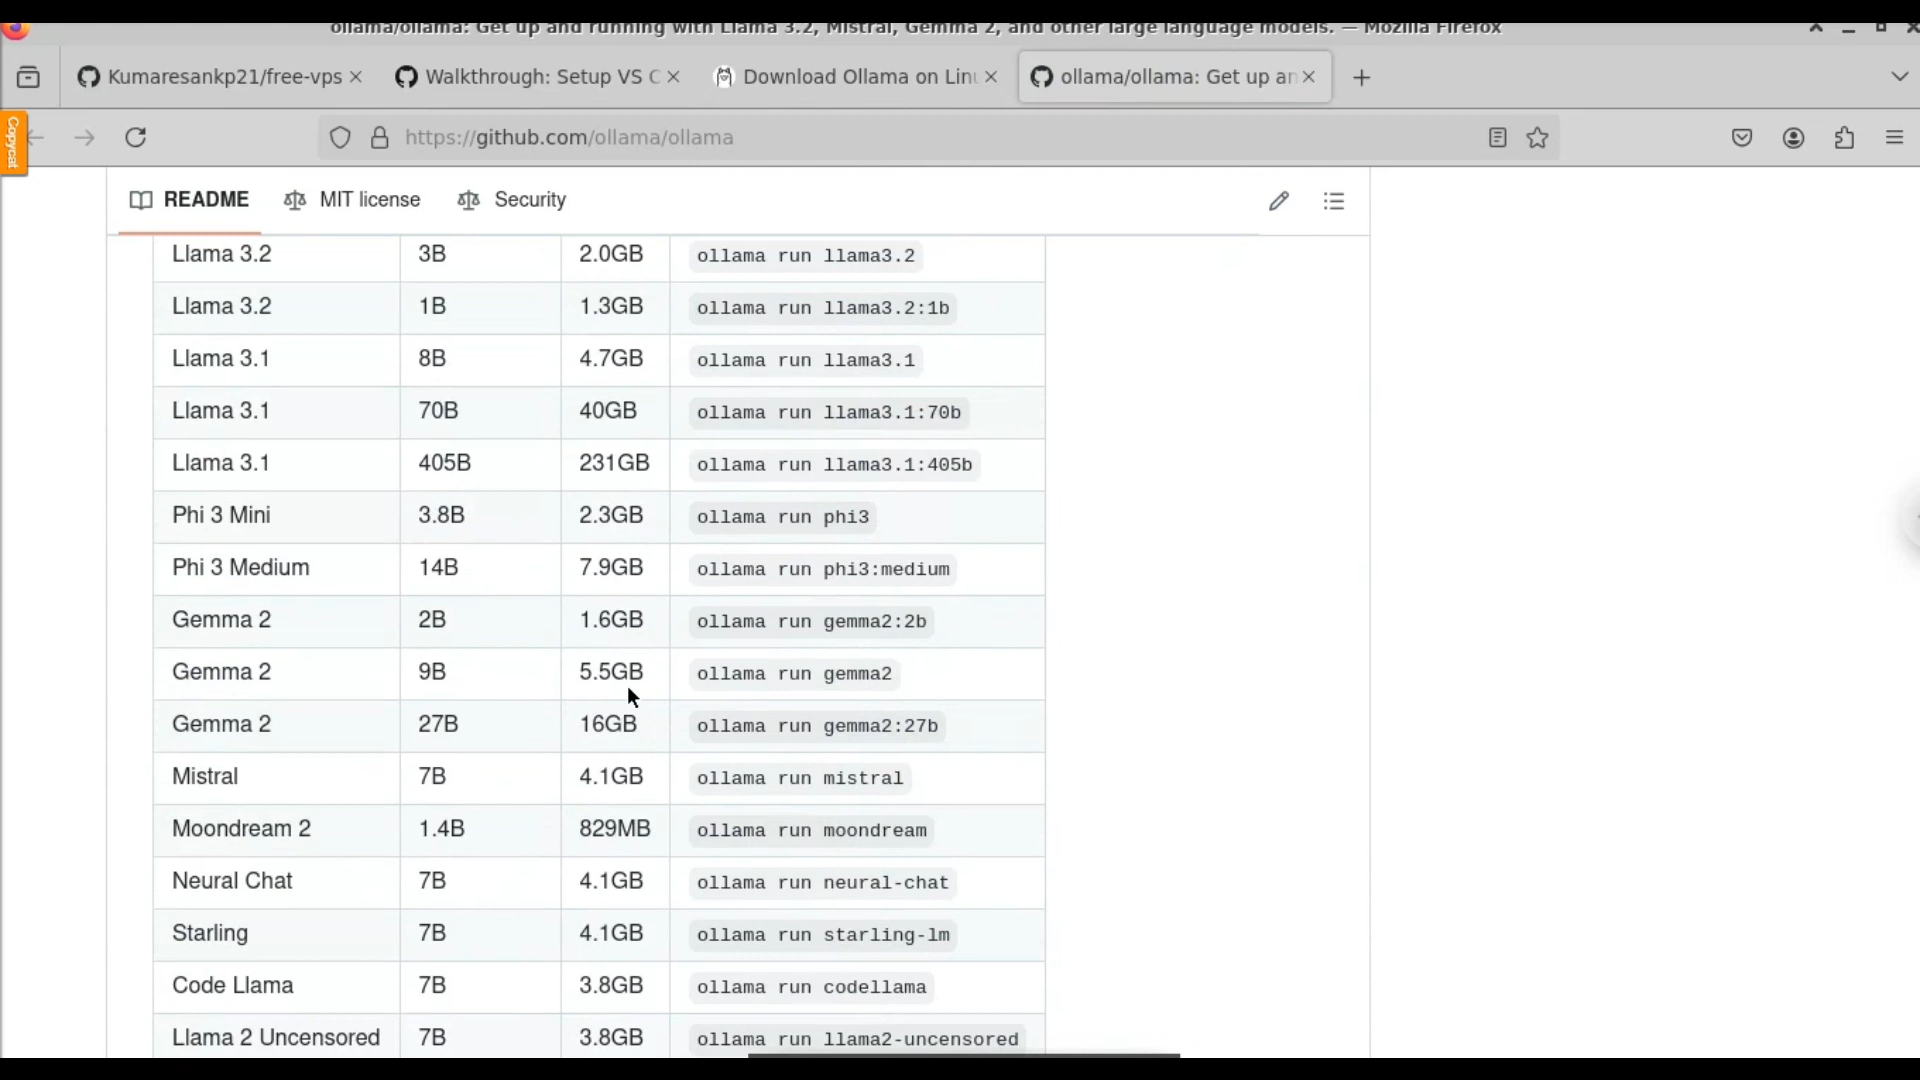 ollama/ollama: Get up and running with Llama 3.2, Mistral, Gemma 2, and other large language models. — Mozilla Firefox
Kumaresankp21/free-vps
Walkthrough: Setup VS C
Download Ollama on Linu
ollama/ollama: Get up an
Copycat
https://github.com/ollama/ollama
README
MIT license
Security
Llama 3.2 3B 2.0GB ollama run llama3.2
Llama 3.2 1B 1.3GB ollama run llama3.2:1b
Llama 3.1 8B 4.7GB ollama run llama3.1
Llama 3.1 70B 40GB ollama run llama3.1:70b
Llama 3.1 405B 231GB ollama run llama3.1:405b
Phi 3 Mini 3.8B 2.3GB ollama run phi3
Phi 3 Medium 14B 7.9GB ollama run phi3:medium
Gemma 2 2B 1.6GB ollama run gemma2:2b
Gemma 2 9B 5.5GB ollama run gemma2
Gemma 2 27B 16GB ollama run gemma2:27b
Mistral 7B 4.1GB ollama run mistral
Moondream 2 1.4B 829MB ollama run moondream
Neural Chat 7B 4.1GB ollama run neural-chat
Starling 7B 4.1GB ollama run starling-lm
Code Llama 7B 3.8GB ollama run codellama
Llama 2 Uncensored 7B 3.8GB ollama run llama2-uncensored